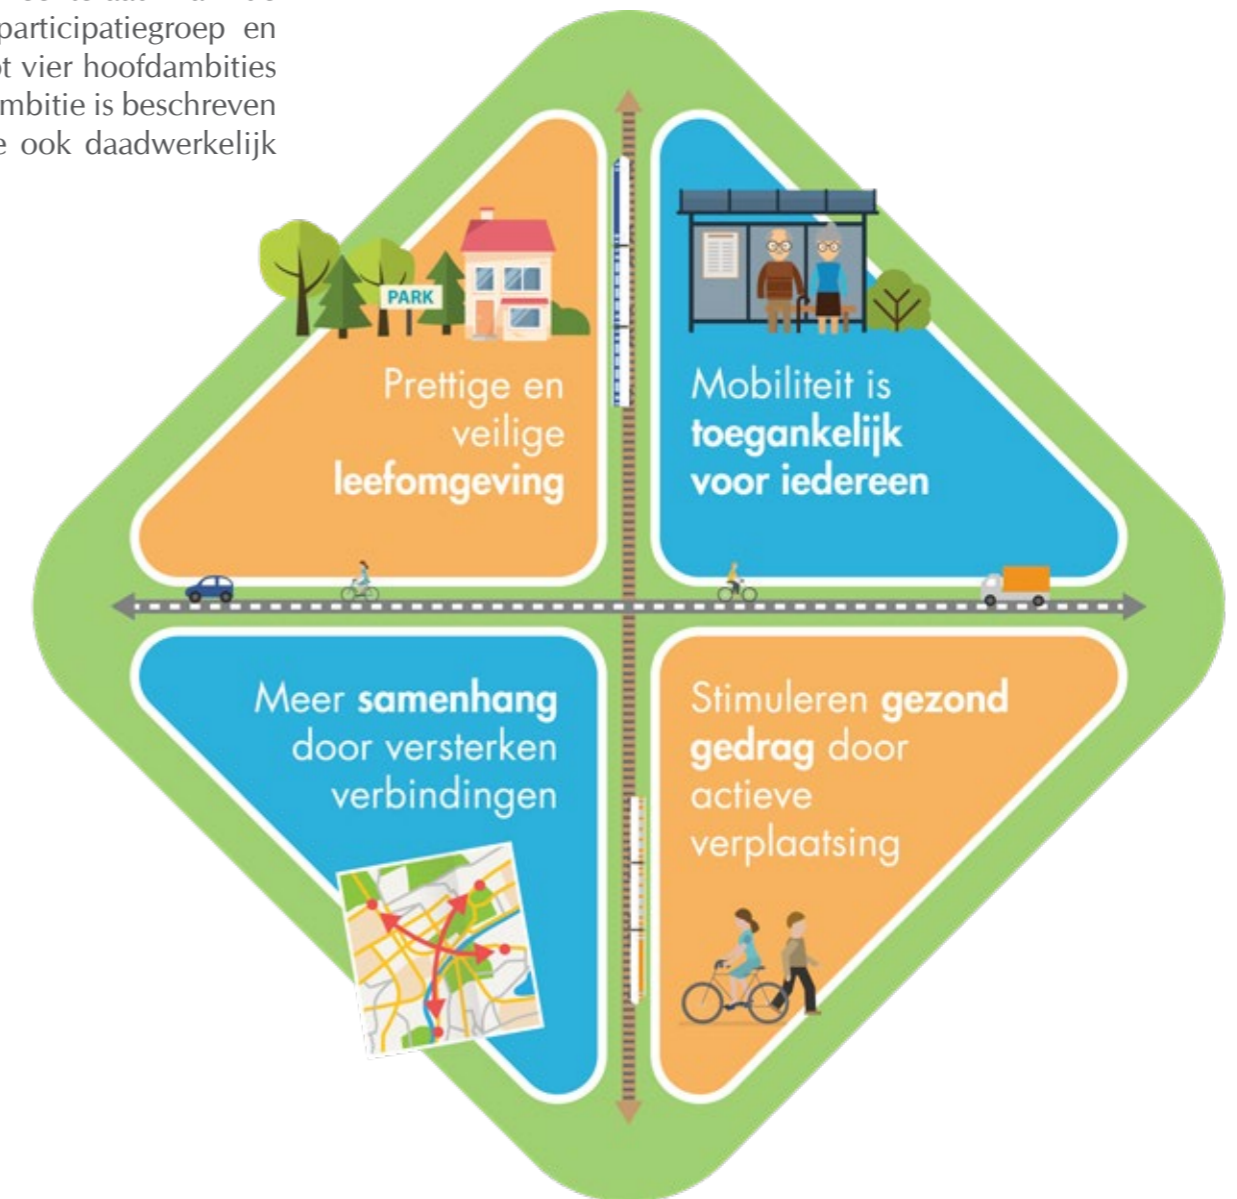 participatiegroep en
vier hoofdambities
is beschreven
ook daadwerkelijk
PARK
Prettige en
veilige
leefomgeving
Mobiliteit is
toegankelijk
voor iedereen
Meer samenhang
door versterken
verbindingen
Stimuleren gezond
gedrag door
actieve
verplaatsing